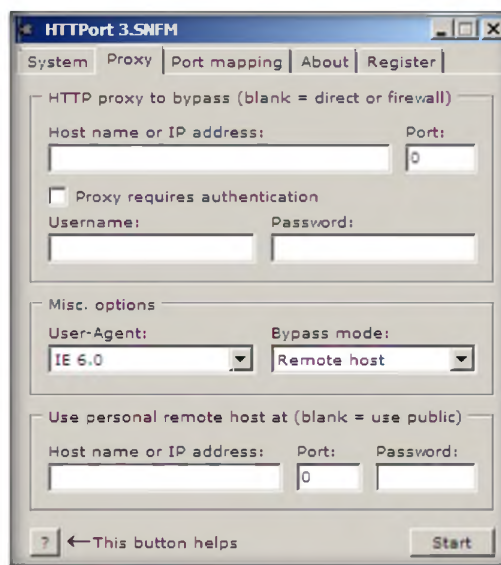 HTTPort 3.SNFM
System Proxy Port mapping About Register
HTTP proxy to bypass (blank = direct or firewall)
Host name or IP address: Port:
0
Proxy requires authentication
Username: Password:
Misc. options
User-Agent: Bypass mode:
IE 6.0 Remote host
Use personal remote host at (blank = use public)
Host name or IP address: Port: Password:
0
? ←This button helps Start